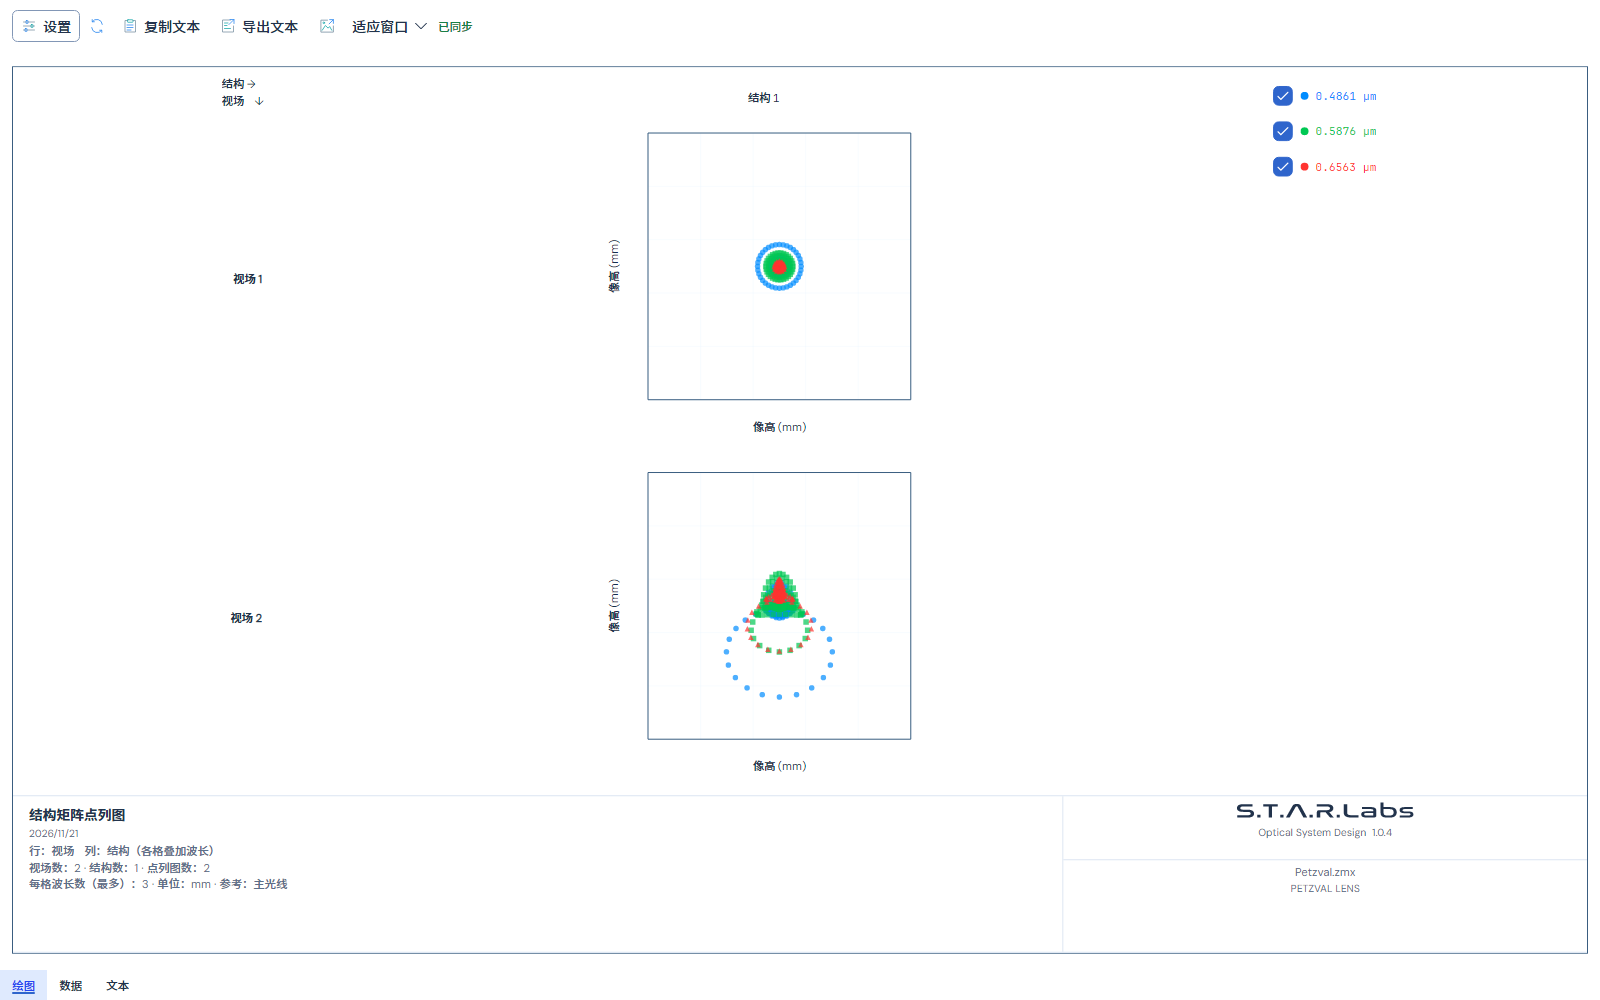 设置 复制文本 导出文本 适应窗口 已同步
结构 →
视场 ↓
结构 1
0.4861 µm
0.5876 µm
0.6563 µm
视场 1
像高 (mm)
像高 (mm)
视场 2
像高 (mm)
像高 (mm)
结构矩阵点列图
2026/11/21
行：视场 列：结构（各格叠加波长）
视场数：2 · 结构数：1 · 点列图数：2
每格波长数（最多）：3 · 单位：mm · 参考：主光线
S.T.A.R.Labs
Optical System Design 1.0.4
Petzval.zmx
PETZVAL LENS
绘图 数据 文本